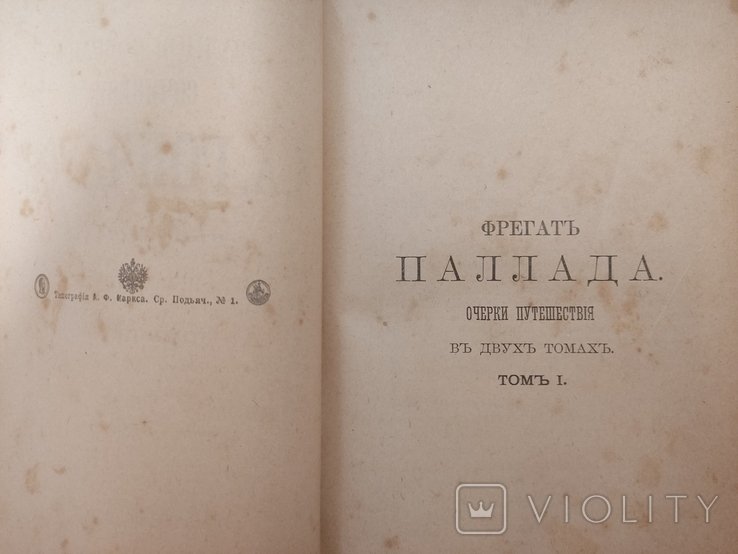 Типографія А. Ф. Маркса. Ср. Подьяч., № 1.
ФРЕГАТЪ
ПАЛЛАДА.
ОЧЕРКИ ПУТЕШЕСТВІЯ
ВЪ ДВУХЪ ТОМАХЪ.
ТОМЪ I.
VIOLITY